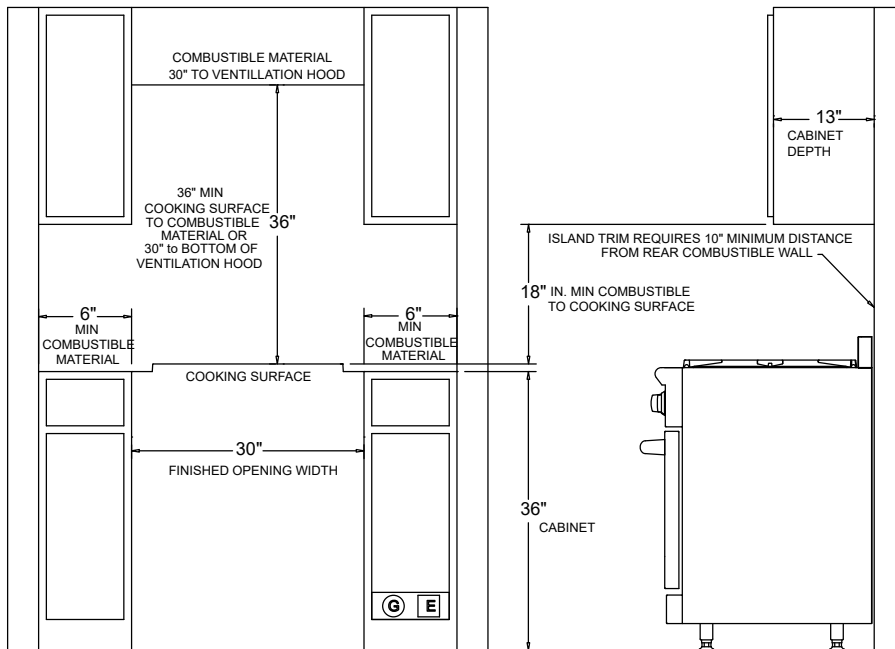 COMBUSTIBLE MATERIAL
30" TO VENTILLATION HOOD
13"
CABINET
DEPTH
36" MIN
COOKING SURFACE
TO COMBUSTIBLE
MATERIAL OR
30" to BOTTOM OF
VENTILATION HOOD
36"
ISLAND TRIM REQUIRES 10" MINIMUM DISTANCE
FROM REAR COMBUSTIBLE WALL
18" IN. MIN COMBUSTIBLE
TO COOKING SURFACE
6"
MIN
COMBUSTIBLE
MATERIAL
6"
MIN
COMBUSTIBLE
MATERIAL
COOKING SURFACE
30"
FINISHED OPENING WIDTH
36"
CABINET
G E